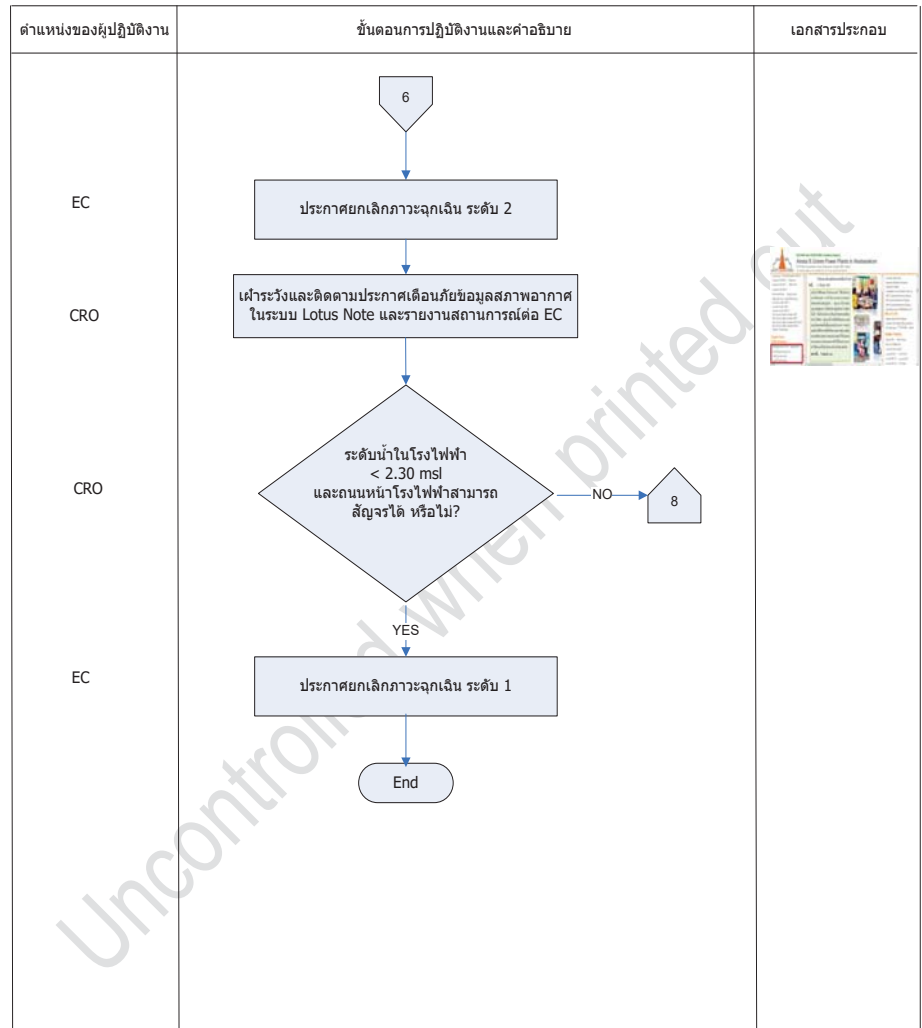 ตำแหน่งของผู้ปฏิบัติงาน
ขั้นตอนการปฏิบัติงานและคำอธิบาย
เอกสารประกอบ
6
EC
ประกาศยกเลิกภาวะฉุกเฉิน ระดับ 2
CRO
เฝ้าระวังและติดตามประกาศเตือนภัยข้อมูลสภาพอากาศ
ในระบบ Lotus Note และรายงานสถานการณ์ต่อ EC
CRO
ระดับน้ำในโรงไฟฟ้า
< 2.30 msl
และถนนหน้าโรงไฟฟ้าสามารถ
สัญจรได้ หรือไม่?
NO
8
YES
EC
ประกาศยกเลิกภาวะฉุกเฉิน ระดับ 1
End
Uncontrolled when printed out